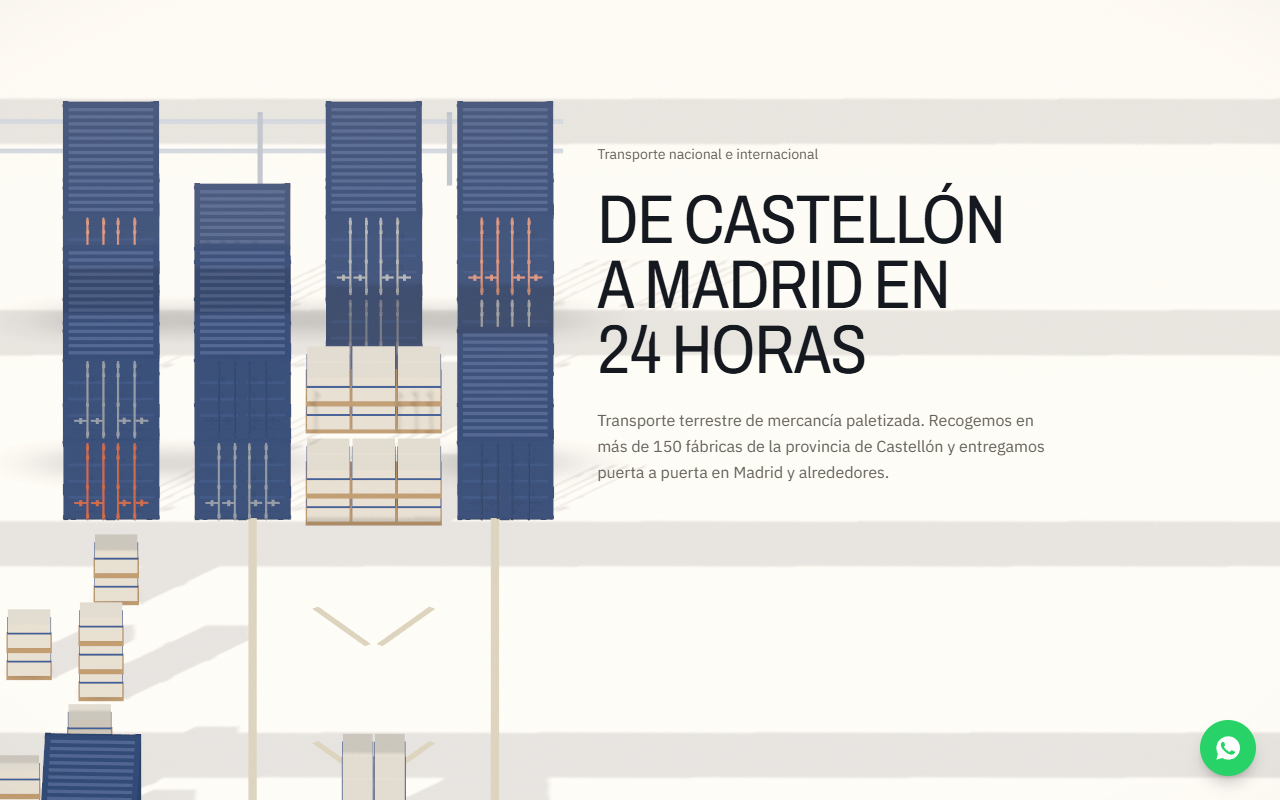 Transporte nacional e internacional
DE CASTELLÓN
A MADRID EN
24 HORAS
Transporte terrestre de mercancía paletizada. Recogemos en
más de 150 fábricas de la provincia de Castellón y entregamos
puerta a puerta en Madrid y alrededores.